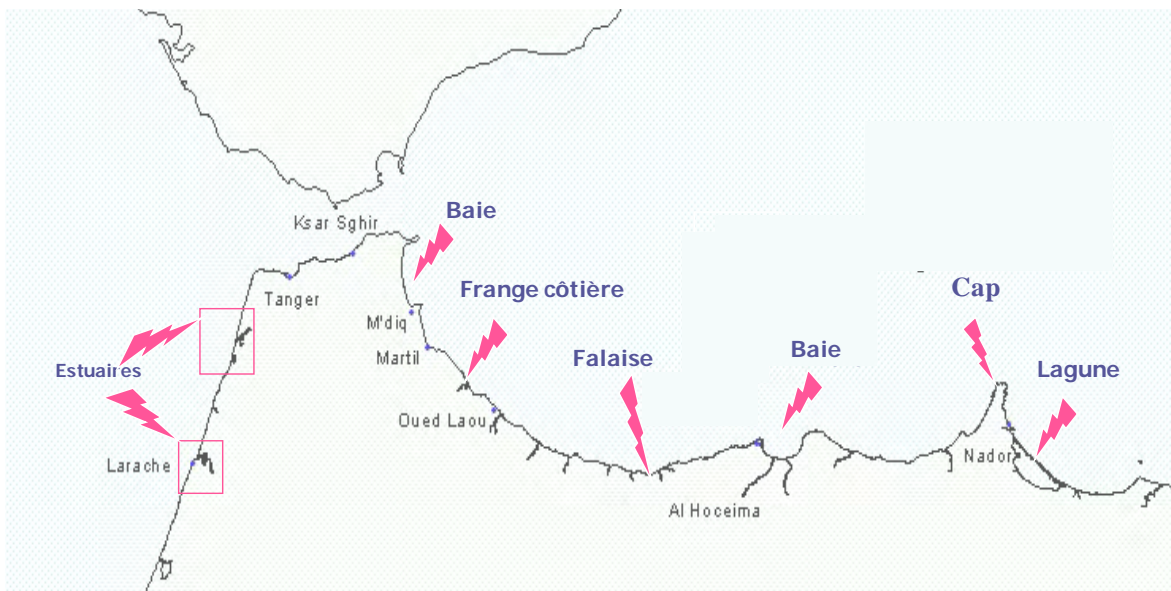 Ksar Sghir
Baie
Tanger
Frange côtière
Cap
M'diq
Martil
Falaise
Baie
Estuaires
Lagune
Oued Laou
Larache
Nador
Al Hoceima